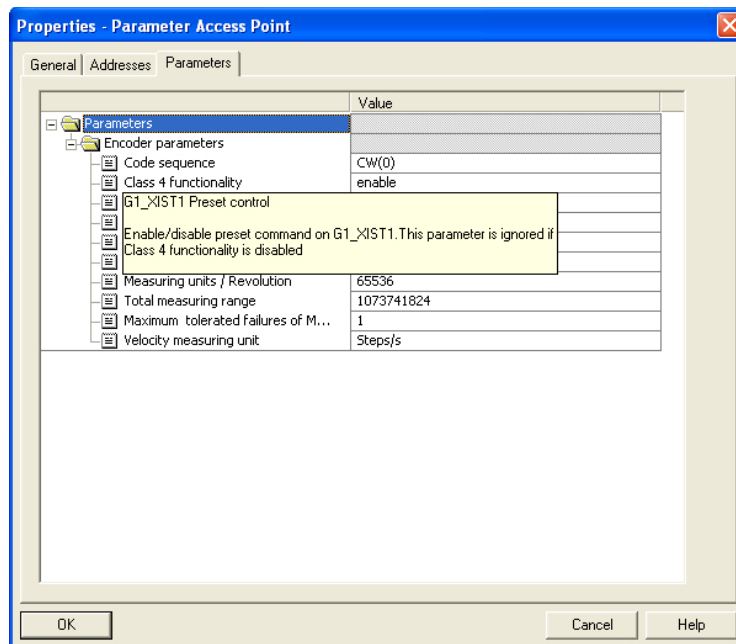 Properties - Parameter Access Point
General Addresses Parameters
Value
Parameters
Encoder parameters
Code sequence CW(0)
Class 4 functionality enable
G1_XIST1 Preset control
Enable/disable preset command on G1_XIST1.This parameter is ignored if
Class 4 functionality is disabled
Measuring units / Revolution 65536
Total measuring range 1073741824
Maximum tolerated failures of M... 1
Velocity measuring unit Steps/s
OK Cancel Help